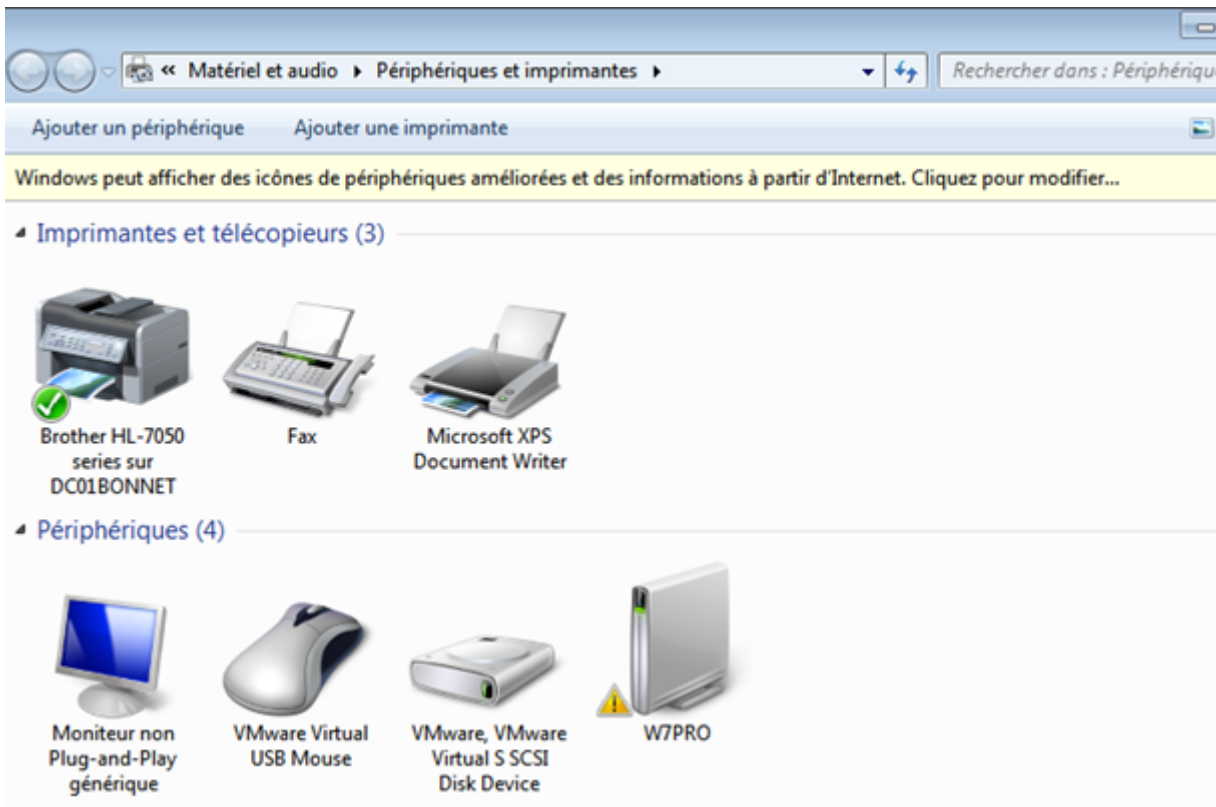 « Matériel et audio Périphériques et imprimantes
Rechercher dans : Périphériqu
Ajouter un périphérique Ajouter une imprimante
Windows peut afficher des icônes de périphériques améliorées et des informations à partir d'Internet. Cliquez pour modifier...
Imprimantes et télécopieurs (3)
Brother HL-7050
series sur
DC01BONNET
Fax
Microsoft XPS
Document Writer
Périphériques (4)
Moniteur non
Plug-and-Play
générique
VMware Virtual
USB Mouse
VMware, VMware
Virtual S SCSI
Disk Device
W7PRO